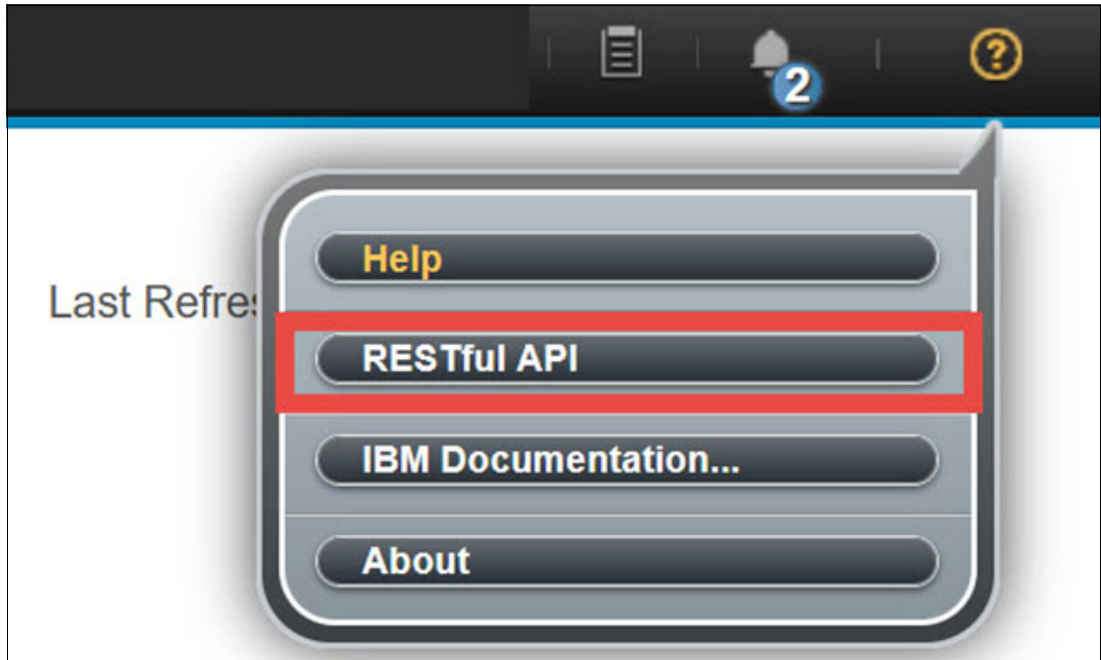 2
?
Help
Last Refre
RESTful API
IBM Documentation...
About